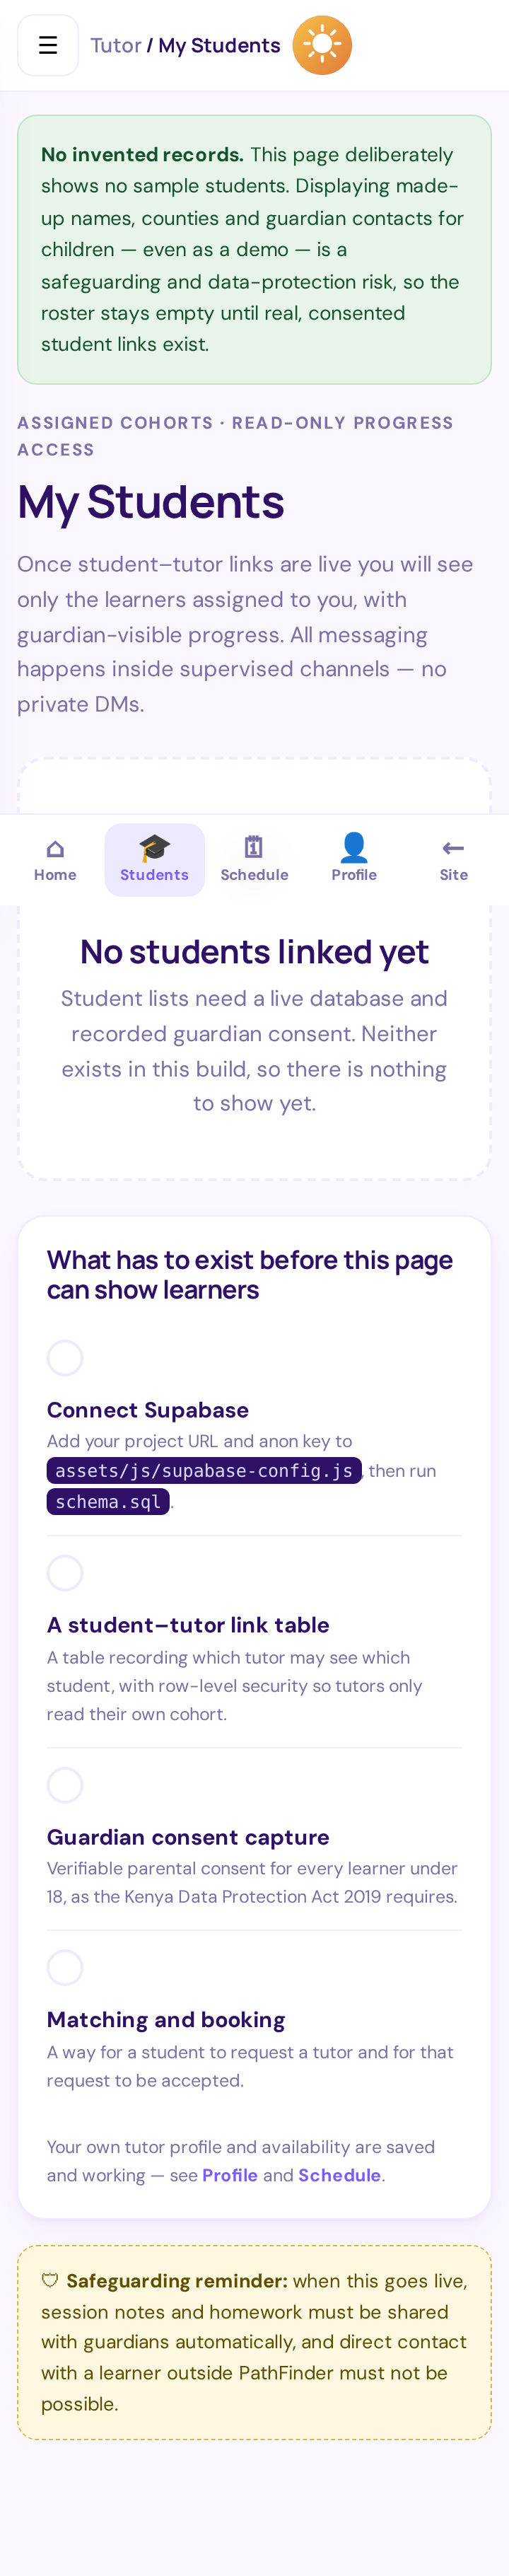 ☰ Tutor / My Students
No invented records. This page deliberately
shows no sample students. Displaying made-
up names, counties and guardian contacts for
children — even as a demo — is a
safeguarding and data-protection risk, so the
roster stays empty until real, consented
student links exist.
ASSIGNED COHORTS · READ-ONLY PROGRESS
ACCESS
My Students
Once student–tutor links are live you will see
only the learners assigned to you, with
guardian-visible progress. All messaging
happens inside supervised channels — no
private DMs.
Home Students Schedule Profile Site
No students linked yet
Student lists need a live database and
recorded guardian consent. Neither
exists in this build, so there is nothing
to show yet.
What has to exist before this page
can show learners
Connect Supabase
Add your project URL and anon key to
assets/js/supabase-config.js, then run
schema.sql.
A student–tutor link table
A table recording which tutor may see which
student, with row-level security so tutors only
read their own cohort.
Guardian consent capture
Verifiable parental consent for every learner under
18, as the Kenya Data Protection Act 2019 requires.
Matching and booking
A way for a student to request a tutor and for that
request to be accepted.
Your own tutor profile and availability are saved
and working — see Profile and Schedule.
Safeguarding reminder: when this goes live,
session notes and homework must be shared
with guardians automatically, and direct contact
with a learner outside PathFinder must not be
possible.